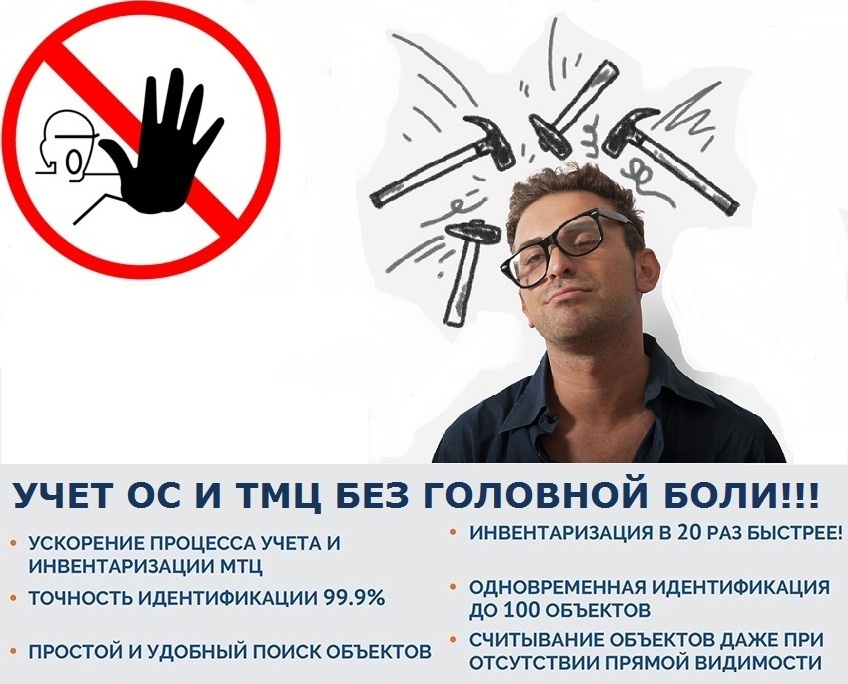 УЧЕТ ОС И ТМЦ БЕЗ ГОЛОВНОЙ БОЛИ!!!
• УСКОРЕНИЕ ПРОЦЕССА УЧЕТА И
ИНВЕНТАРИЗАЦИИ МТЦ
• ТОЧНОСТЬ ИДЕНТИФИКАЦИИ 99.9%
• ПРОСТОЙ И УДОБНЫЙ ПОИСК ОБЪЕКТОВ
• ИНВЕНТАРИЗАЦИЯ В 20 РАЗ БЫСТРЕЕ!
• ОДНОВРЕМЕННАЯ ИДЕНТИФИКАЦИЯ
ДО 100 ОБЪЕКТОВ
• СЧИТЫВАНИЕ ОБЪЕКТОВ ДАЖЕ ПРИ
ОТСУТСТВИИ ПРЯМОЙ ВИДИМОСТИ